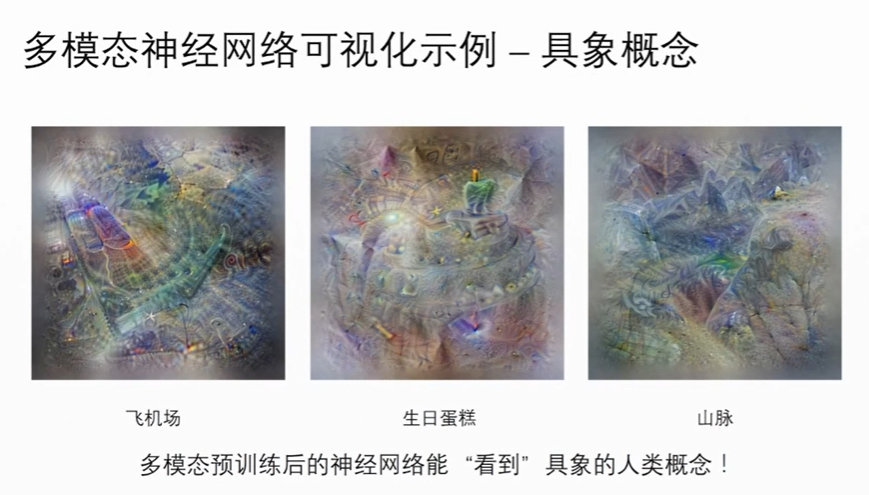 多模态神经网络可视化示例 – 具象概念
飞机场
生日蛋糕
山脉
多模态预训练后的神经网络能“看到”具象的人类概念！